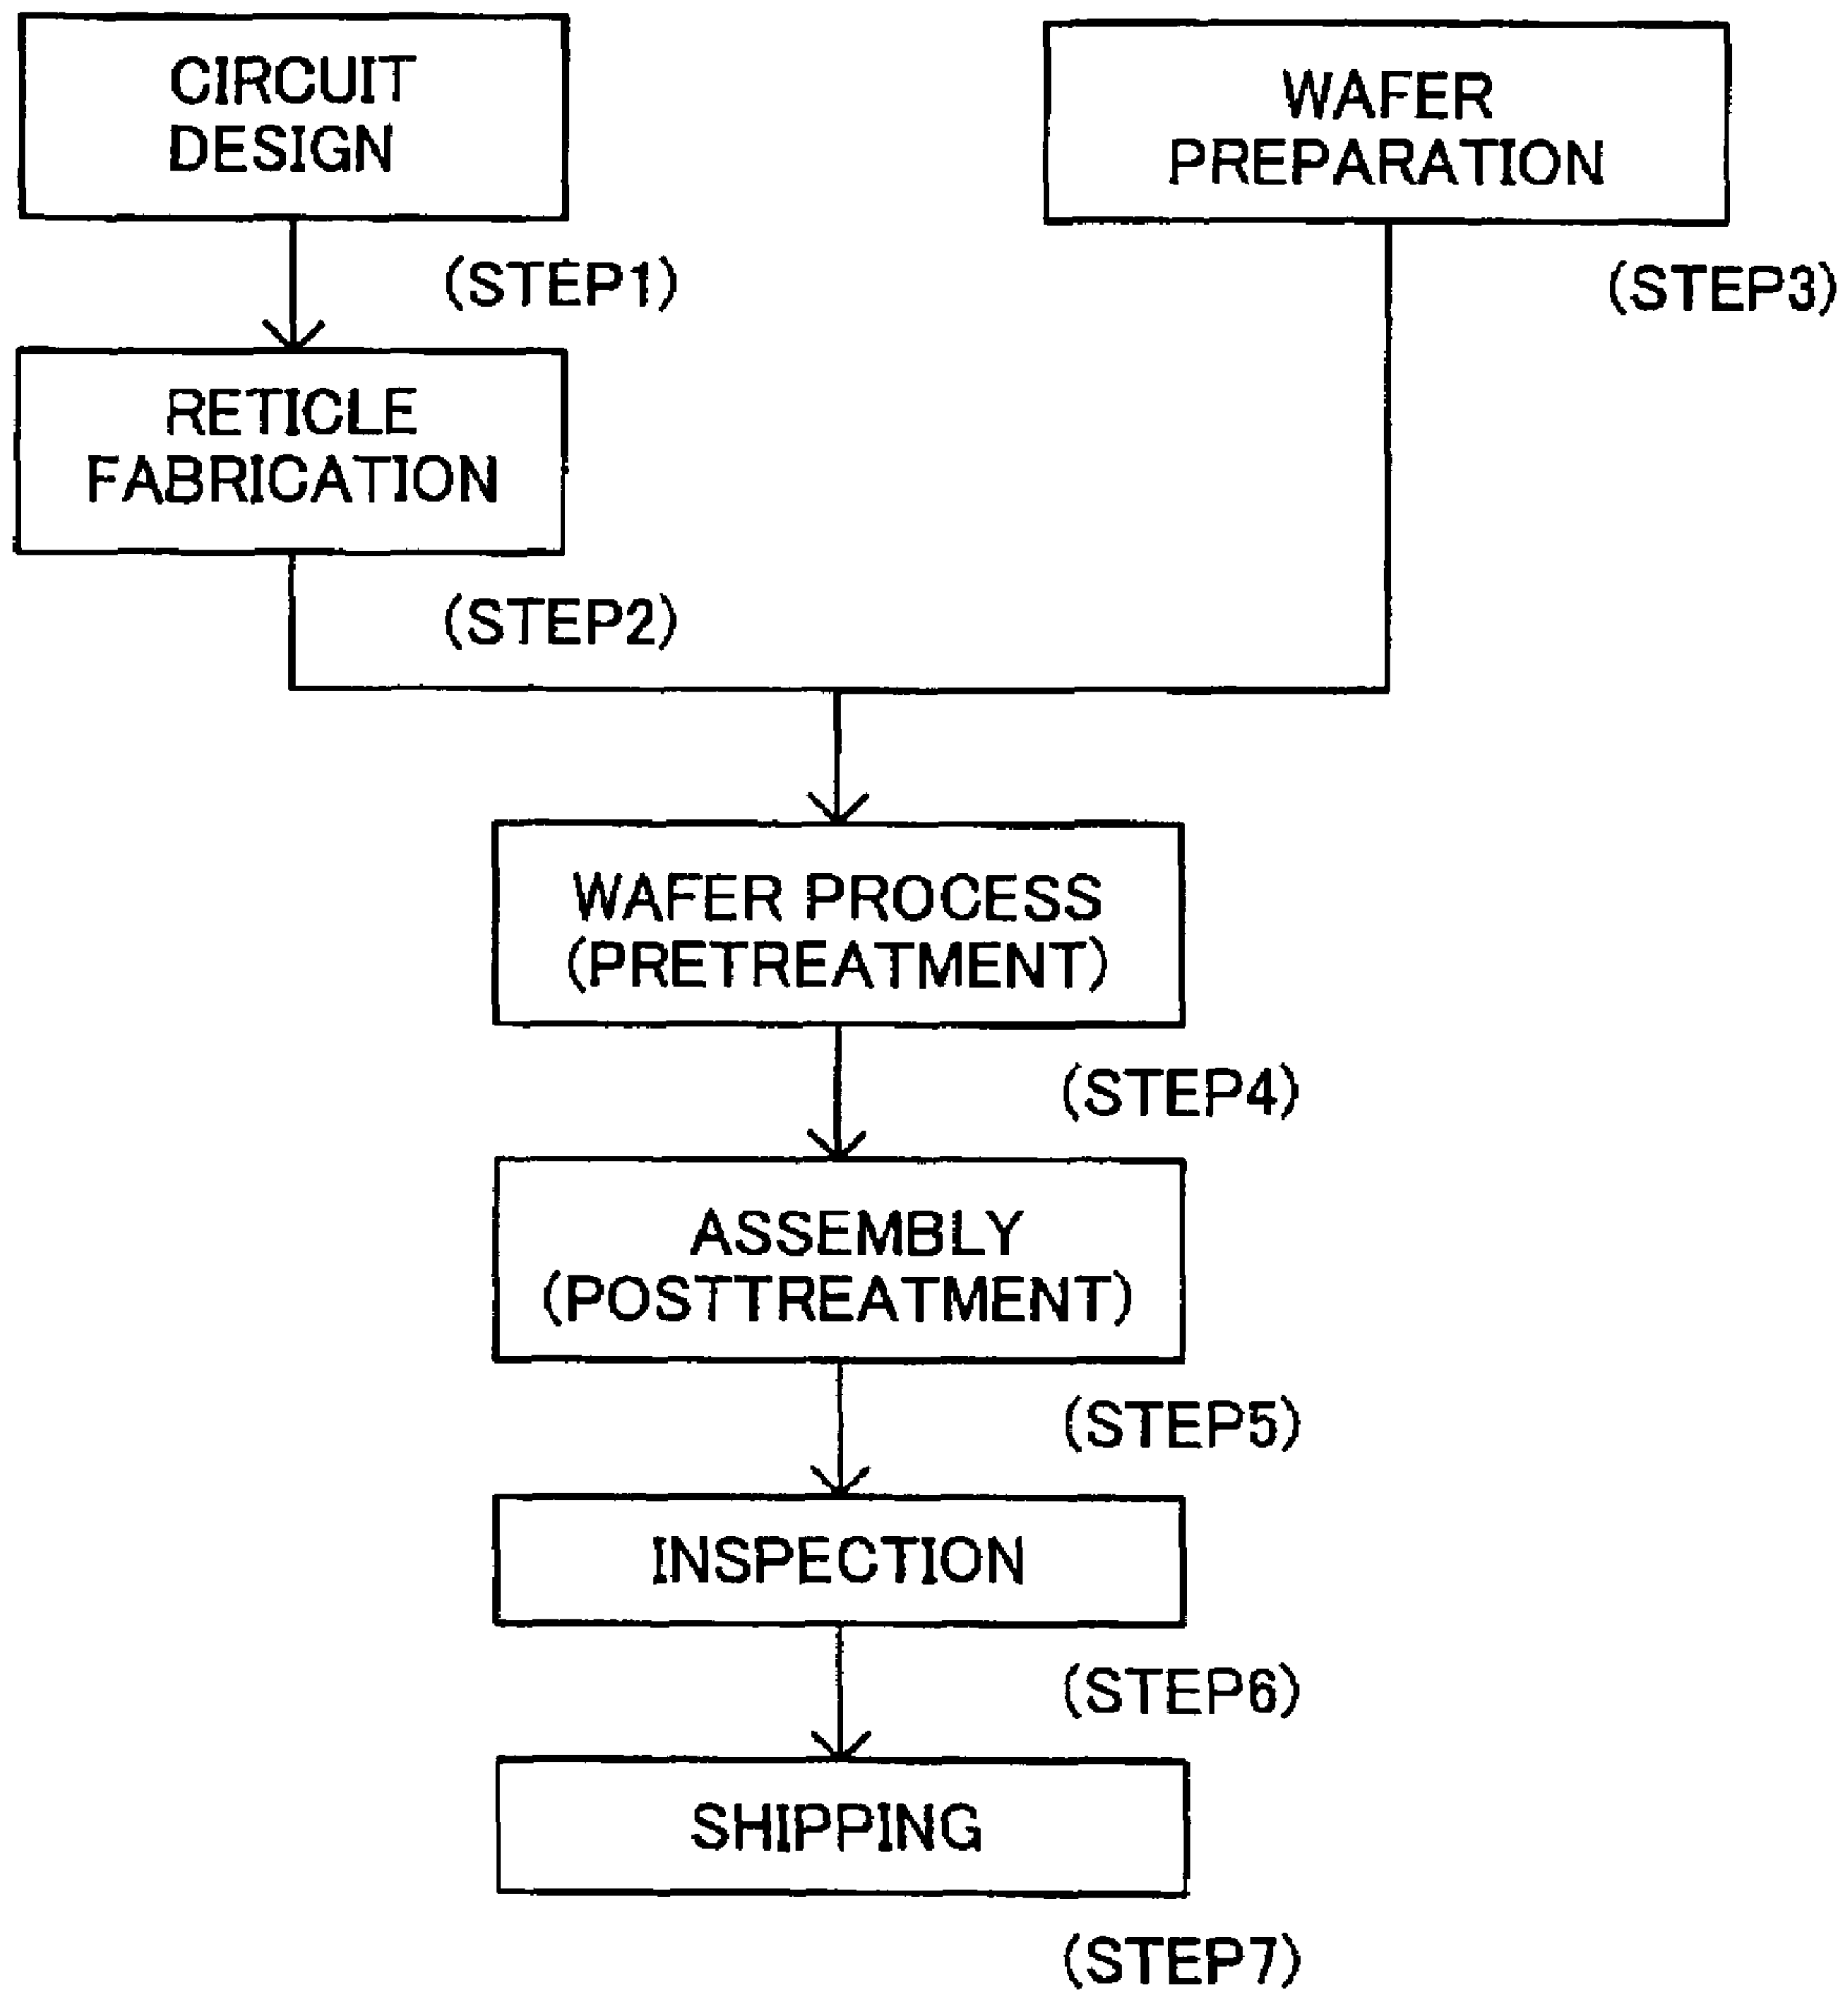 CIRCUIT
DESIGN
(STEP1)
RETICLE
FABRICATION
(STEP2)
WAFER
PREPARATION
(STEP3)
WAFER PROCESS
(PRETREATMENT)
(STEP4)
ASSEMBLY
(POSTTREATMENT)
(STEP5)
INSPECTION
(STEP6)
SHIPPING
(STEP7)